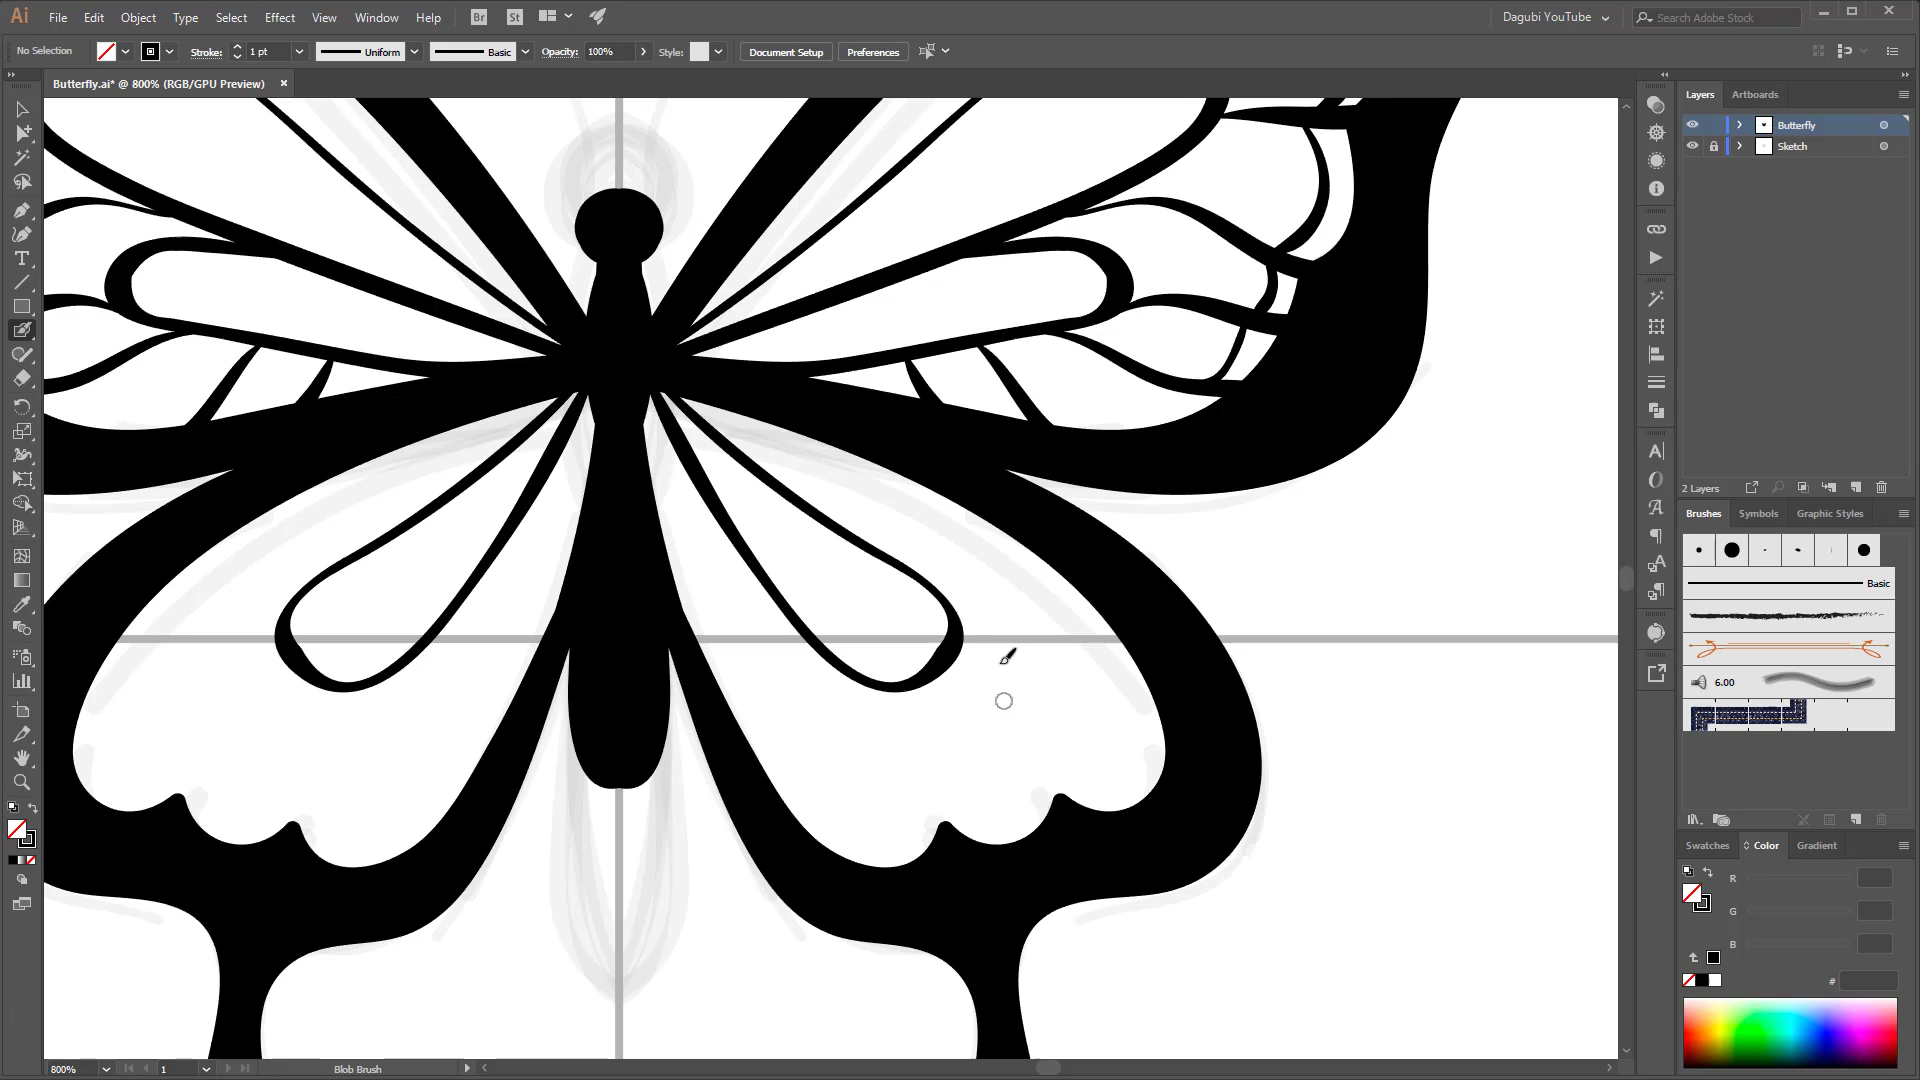 Ai File Edit Object Type Select Effect View Window Help Br St Dagubi YouTube Search Adobe Stock
No Selection Stroke: 1 pt Uniform Basic Opacity: 100% Style: Document Setup Preferences
Butterfly.ai* @ 800% (RGB/GPU Preview)
Layers Artboards
Butterfly
Sketch
2 Layers
Brushes Symbols Graphic Styles
Basic
6.00
Swatches Color Gradient
R
G
B
#
800% 1 Blob Brush